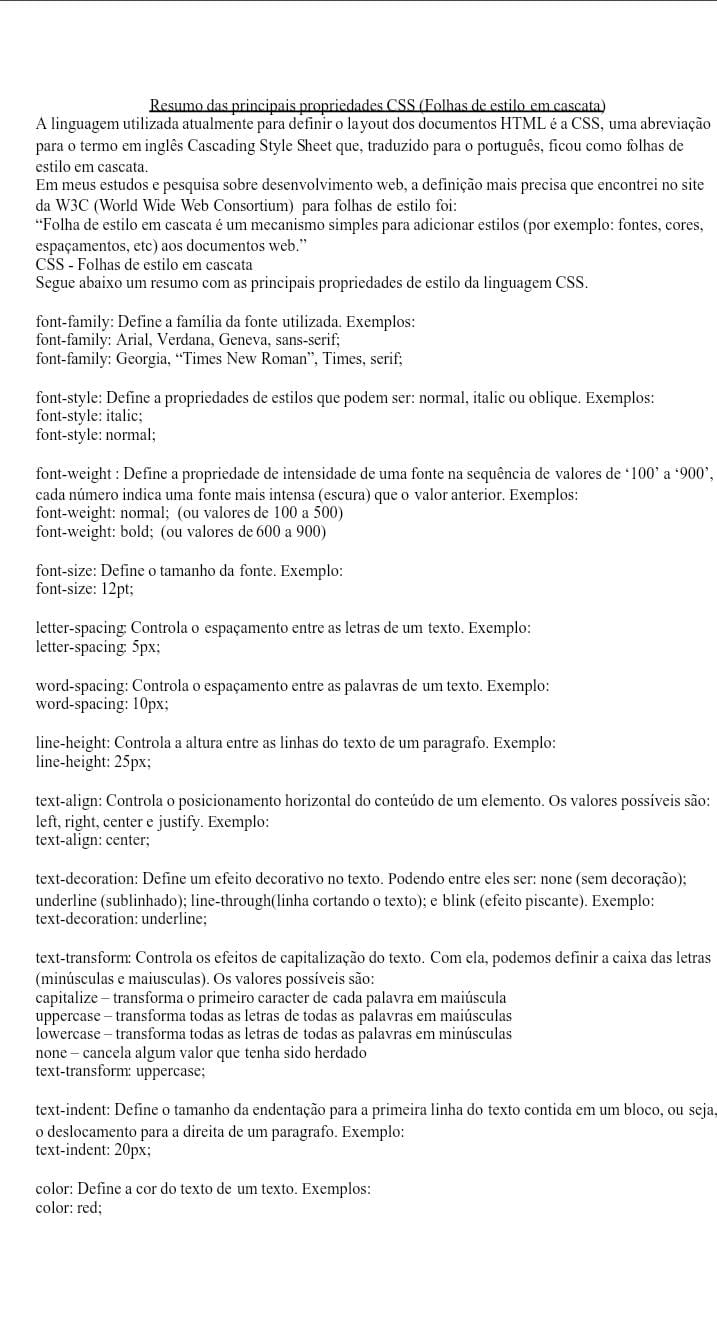 Resumo das principais propriedades CSS (Folhas de estilo em cascata)
A linguagem utilizada atualmente para definir o layout dos documentos HTML é a CSS, uma abreviação
para o termo em inglês Cascading Style Sheet que, traduzido para o português, ficou como folhas de
estilo em cascata.
Em meus estudos e pesquisa sobre desenvolvimento web, a definição mais precisa que encontrei no site
da W3C (World Wide Web Consortium)  para folhas de estilo foi:
“Folha de estilo em cascata é um mecanismo simples para adicionar estilos (por exemplo: fontes, cores,
espaçamentos, etc) aos documentos web.”
CSS - Folhas de estilo em cascata
Segue abaixo um resumo com as principais propriedades de estilo da linguagem CSS.

font-family: Define a família da fonte utilizada. Exemplos:
font-family: Arial, Verdana, Geneva, sans-serif;
font-family: Georgia, “Times New Roman”, Times, serif;

font-style: Define a propriedades de estilos que podem ser: normal, italic ou oblique. Exemplos:
font-style: italic;
font-style: normal;

font-weight : Define a propriedade de intensidade de uma fonte na sequência de valores de ‘100’ a ‘900’,
cada número indica uma fonte mais intensa (escura) que o valor anterior. Exemplos:
font-weight: nomal;  (ou valores de 100 a 500)
font-weight: bold;  (ou valores de 600 a 900)

font-size: Define o tamanho da fonte. Exemplo:
font-size: 12pt;

letter-spacing: Controla o espaçamento entre as letras de um texto. Exemplo:
letter-spacing: 5px;

word-spacing: Controla o espaçamento entre as palavras de um texto. Exemplo:
word-spacing: 10px;

line-height: Controla a altura entre as linhas do texto de um paragrafo. Exemplo:
line-height: 25px;

text-align: Controla o posicionamento horizontal do conteúdo de um elemento. Os valores possíveis são:
left, right, center e justify. Exemplo:
text-align: center;

text-decoration: Define um efeito decorativo no texto. Podendo entre eles ser: none (sem decoração);
underline (sublinhado); line-through(linha cortando o texto); e blink (efeito piscante). Exemplo:
text-decoration: underline;

text-transform: Controla os efeitos de capitalização do texto. Com ela, podemos definir a caixa das letras
(minúsculas e maiusculas). Os valores possíveis são:
capitalize – transforma o primeiro caracter de cada palavra em maiúscula
uppercase – transforma todas as letras de todas as palavras em maiúsculas
lowercase – transforma todas as letras de todas as palavras em minúsculas
none – cancela algum valor que tenha sido herdado
text-transform: uppercase;

text-indent: Define o tamanho da endentação para a primeira linha do texto contida em um bloco, ou seja,
o deslocamento para a direita de um paragrafo. Exemplo:
text-indent: 20px;

color: Define a cor do texto de um texto. Exemplos:
color: red;